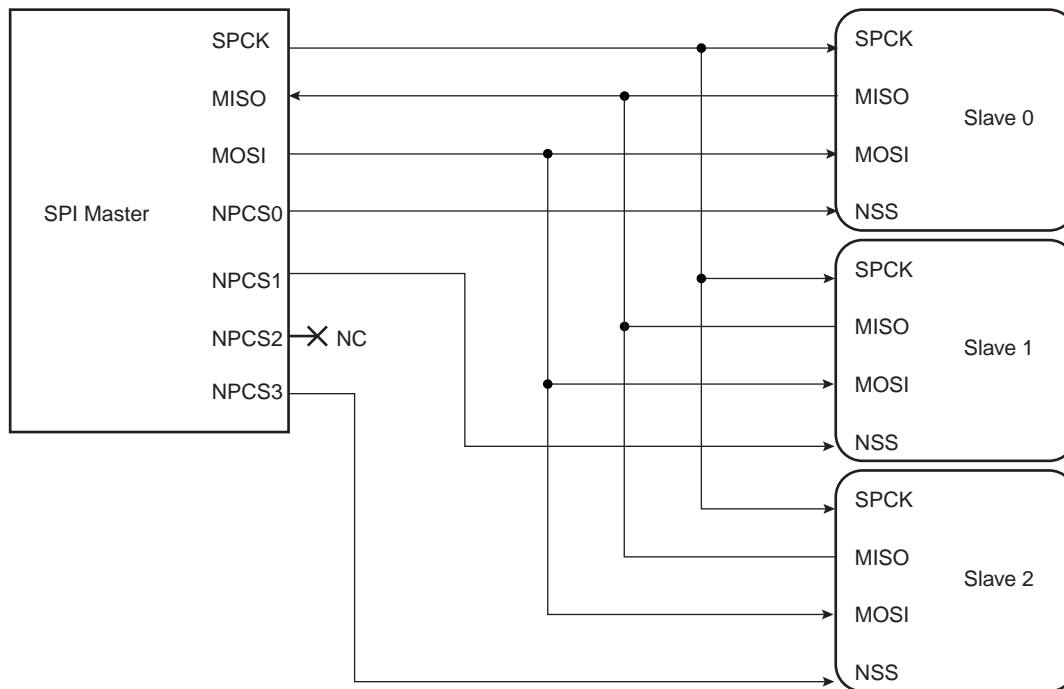 SPI Master
SPCK
MISO
MOSI
NPCS0
NPCS1
NPCS2
NC
NPCS3
SPCK
MISO
Slave 0
MOSI
NSS
SPCK
MISO
Slave 1
MOSI
NSS
SPCK
MISO
Slave 2
MOSI
NSS